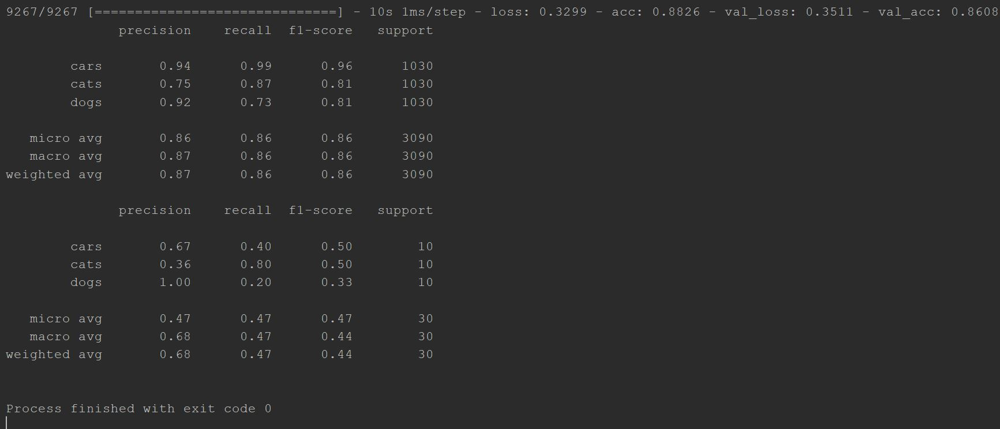 9267/9267 [==============================] - 10s 1ms/step - loss: 0.3299 - acc: 0.8826 - val_loss: 0.3511 - val_acc: 0.8608
precision recall f1-score support
cars 0.94 0.99 0.96 1030
cats 0.75 0.87 0.81 1030
dogs 0.92 0.73 0.81 1030
micro avg 0.86 0.86 0.86 3090
macro avg 0.87 0.86 0.86 3090
weighted avg 0.87 0.86 0.86 3090
precision recall f1-score support
cars 0.67 0.40 0.50 10
cats 0.36 0.80 0.50 10
dogs 1.00 0.20 0.33 10
micro avg 0.47 0.47 0.47 30
macro avg 0.68 0.47 0.44 30
weighted avg 0.68 0.47 0.44 30
Process finished with exit code 0